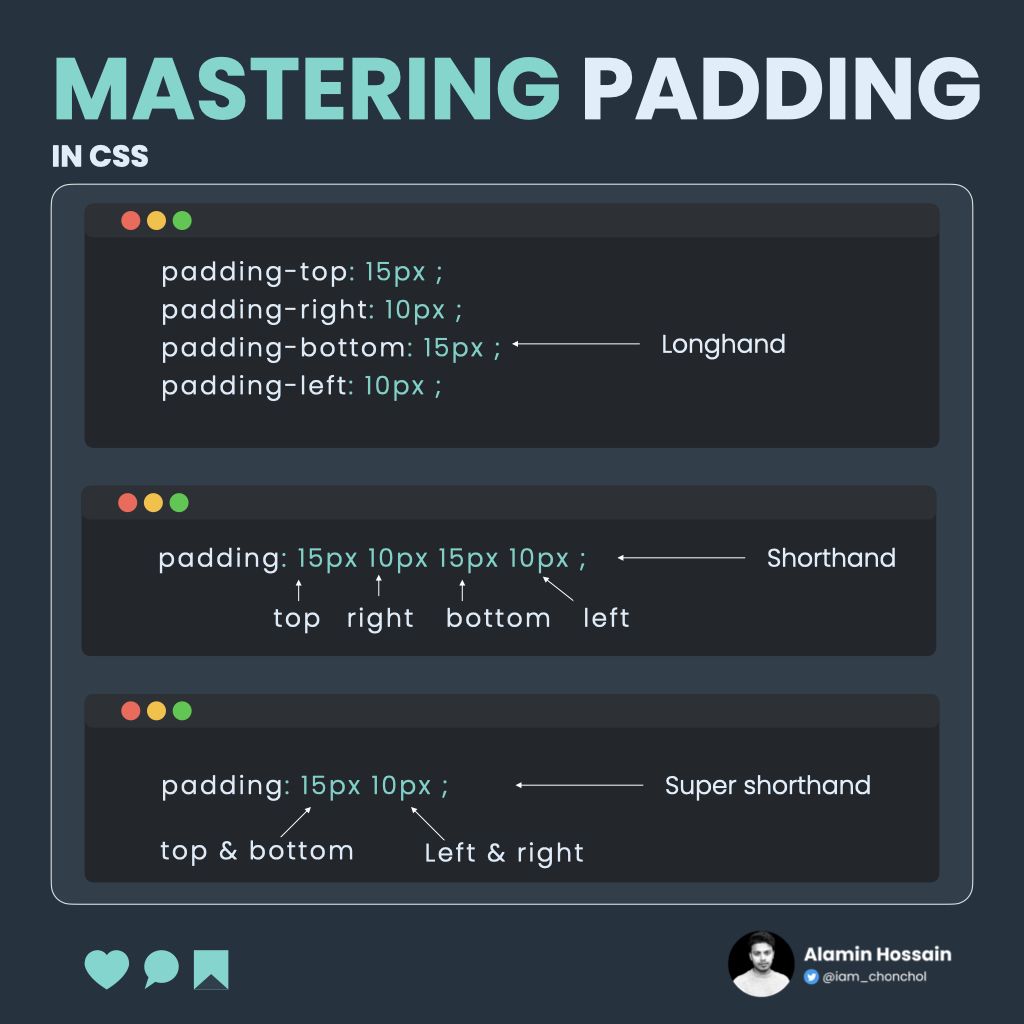 MASTERING PADDING
IN CSS
padding-top: 15px ;
padding-right: 10px ;
padding-bottom: 15px ;
Longhand
padding-left: 10px ;
padding: 15px 10px 15px 10px ;
Shorthand
top right bottom left
padding: 15px 10px ;
Super shorthand
top & bottom
Left & right
Alamin Hossain
@iam_chonchol